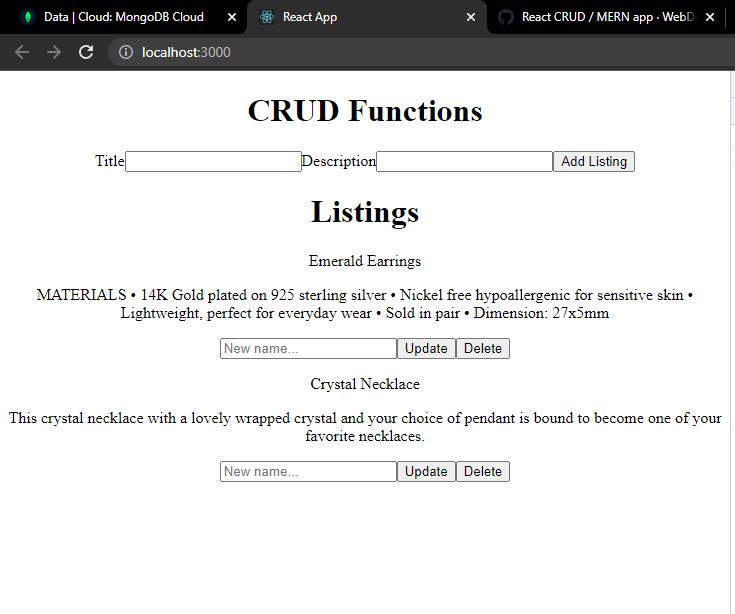 Data | Cloud: MongoDB Cloud
React App
React CRUD / MERN app · WebD
localhost:3000
CRUD Functions
Title Description Add Listing
Listings
Emerald Earrings
MATERIALS • 14K Gold plated on 925 sterling silver • Nickel free hypoallergenic for sensitive skin •
Lightweight, perfect for everyday wear • Sold in pair • Dimension: 27x5mm
New name... Update Delete
Crystal Necklace
This crystal necklace with a lovely wrapped crystal and your choice of pendant is bound to become one of your
favorite necklaces.
New name... Update Delete